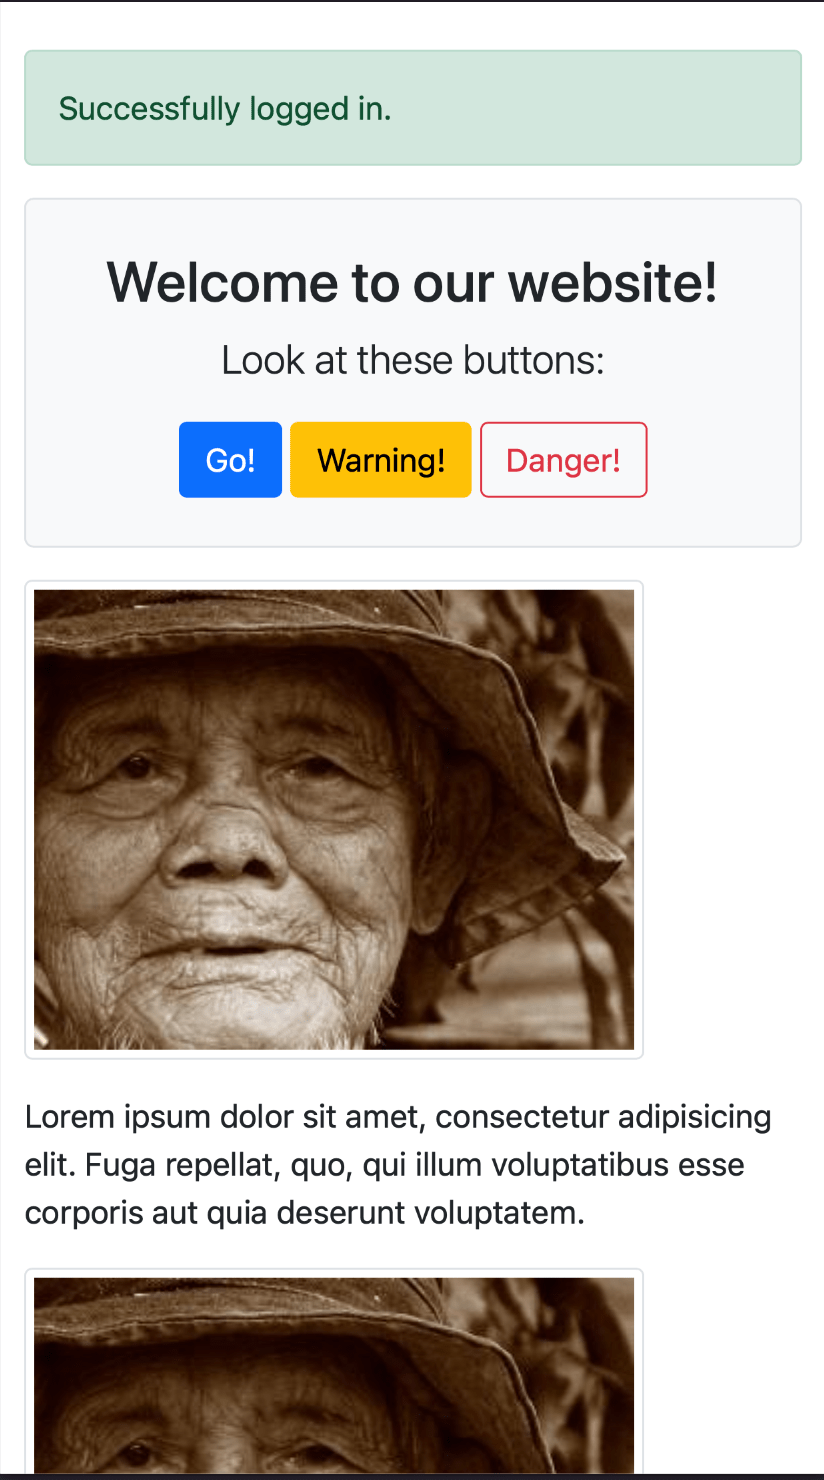 Successfully logged in.
Welcome to our website!
Look at these buttons:
Go! Warning! Danger!
Lorem ipsum dolor sit amet, consectetur adipisicing
elit. Fuga repellat, quo, qui illum voluptatibus esse
corporis aut quia deserunt voluptatem.